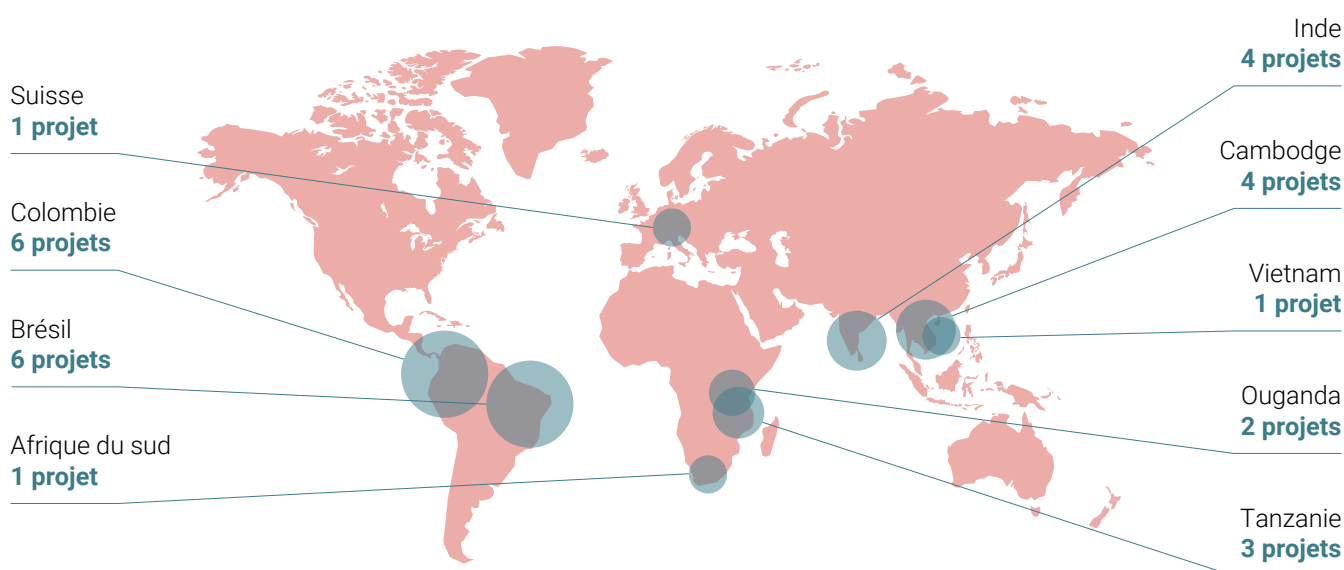 Suisse
1 projet
Colombie
6 projets
Brésil
6 projets
Afrique du sud
1 projet
Inde
4 projets
Cambodge
4 projets
Vietnam
1 projet
Ouganda
2 projets
Tanzanie
3 projets